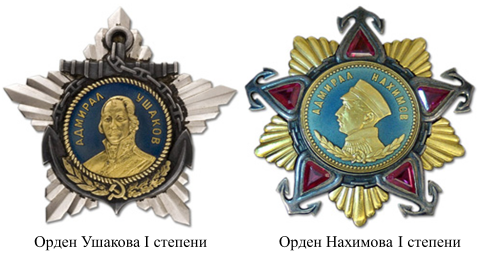 АДМИРАЛ УШАКОВ
АДМИРАЛ НАХИМОВ
Орден Ушакова I степени
Орден Нахимова I степени